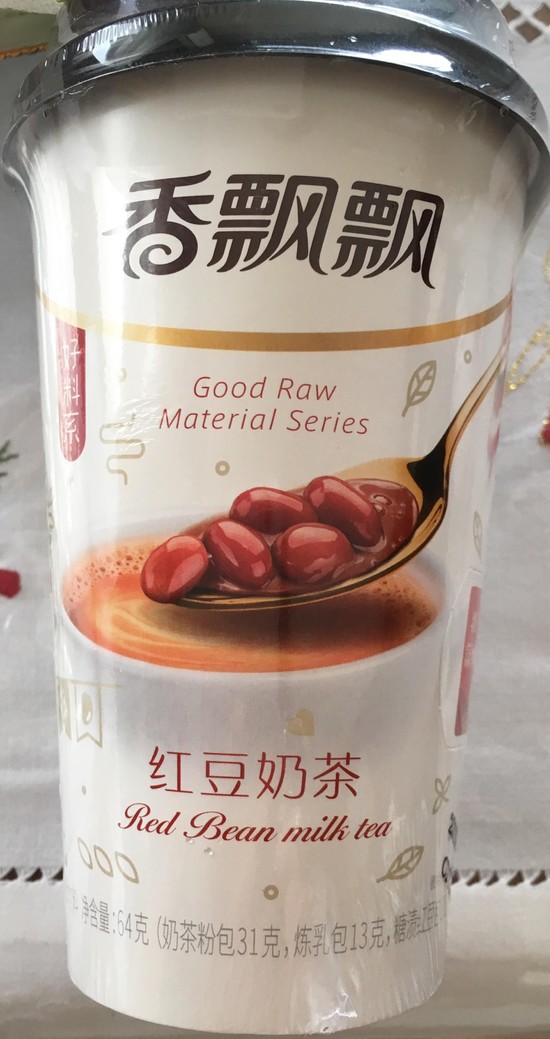 香飘飘
好料系
Good Raw
Material Series
红豆奶茶
Red Bean milk tea
净含量:64克 (奶茶粉包31克, 炼乳包13克, 糖渍红豆